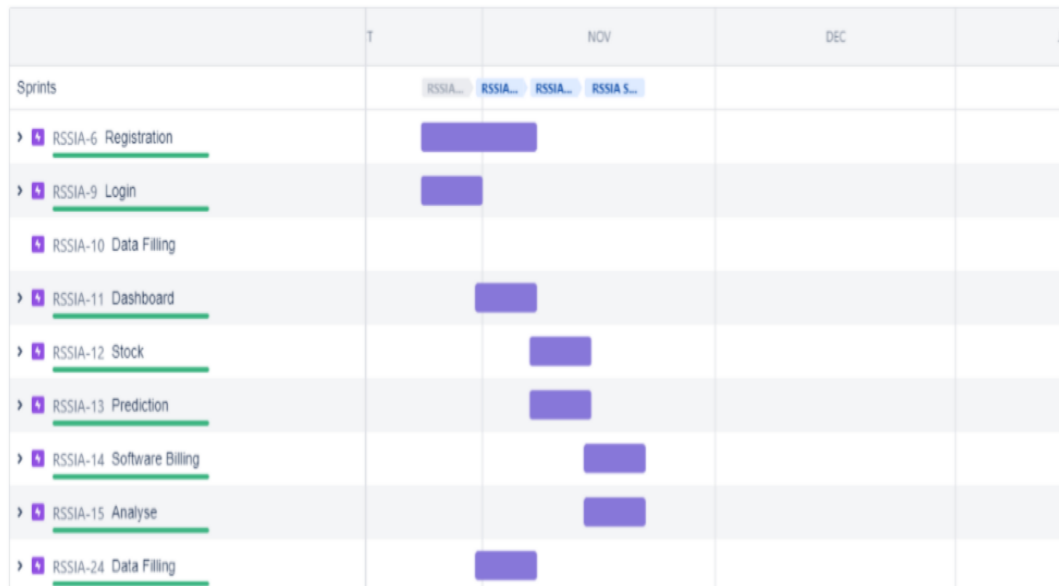 T NOV DEC
Sprints RSSIA... RSSIA... RSSIA... RSSIA S...
RSSIA-6 Registration
RSSIA-9 Login
RSSIA-10 Data Filling
RSSIA-11 Dashboard
RSSIA-12 Stock
RSSIA-13 Prediction
RSSIA-14 Software Billing
RSSIA-15 Analyse
RSSIA-24 Data Filling